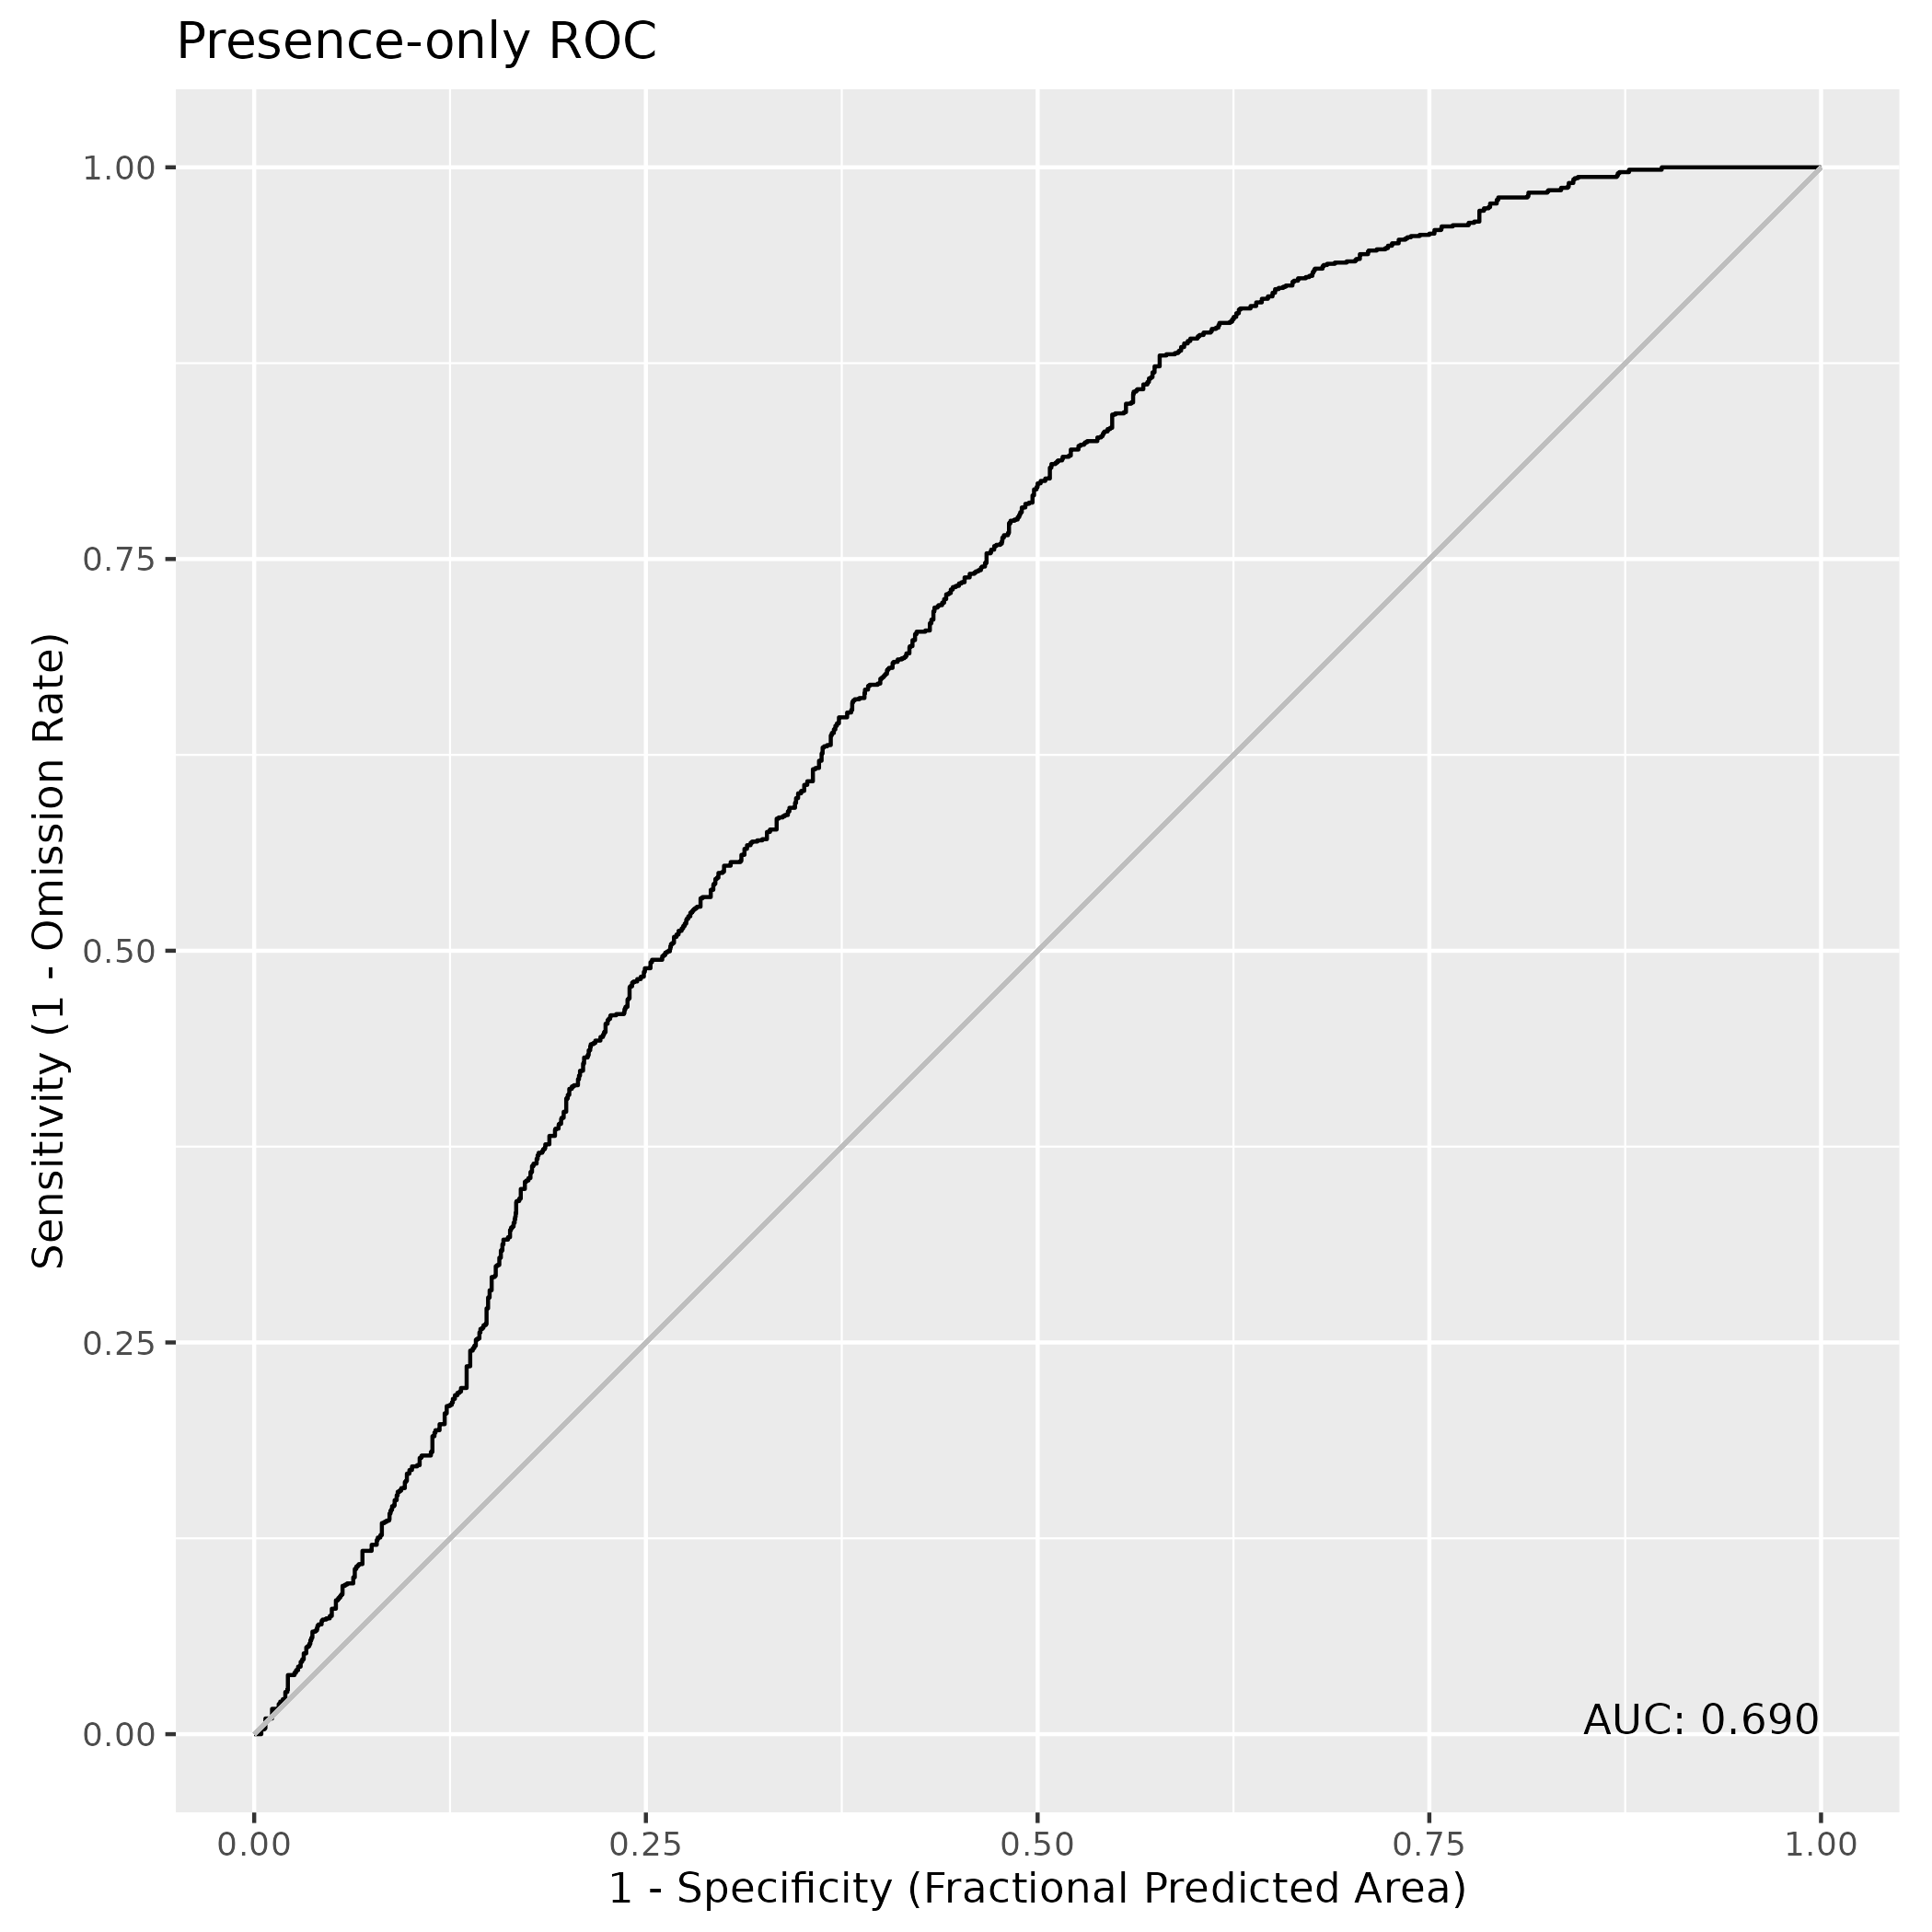 Presence-only ROC
Sensitivity (1 - Omission Rate)
1.00
0.75
0.50
0.25
0.00
AUC: 0.690
0.00 0.25 0.50 0.75 1.00
1 - Specificity (Fractional Predicted Area)